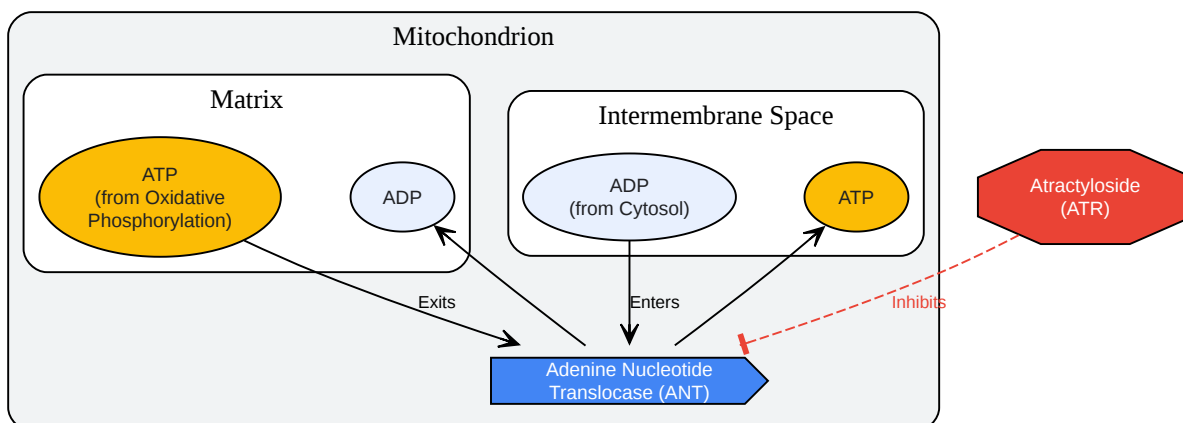 Mitochondrion
Matrix
Intermembrane Space
ATP
(from Oxidative
Phosphorylation)
ADP
ADP
(from Cytosol)
ATP
Atractyloside
(ATR)
Exits
Enters
Inhibits
Adenine Nucleotide
Translocase (ANT)